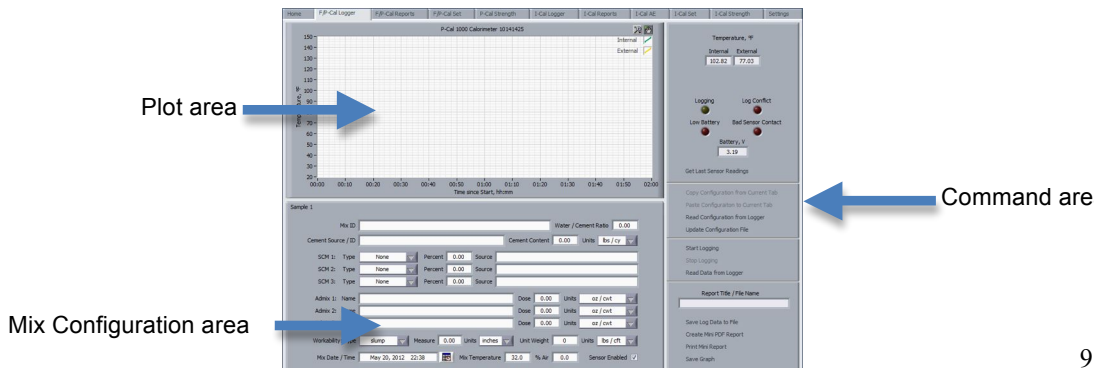 Home F/P-Cal Logger F/P-Cal Reports F/P-Cal Set P-Cal Strength I-Cal Logger I-Cal Reports I-Cal AE I-Cal Set I-Cal Strength Settings
P-Cal 1000 Calorimeter 10141425
Internal
External
Temperature, °F
150
140
130
120
110
100
90
80
70
60
50
40
30
20
00:00 00:10 00:20 00:30 00:40 00:50 01:00 01:10 01:20 01:30 01:40 01:50 02:00
Time since Start, hh:mm
Plot area
Temperature, °F
Internal External
102.82 77.03
Logging Log Conflict
Low Battery Bad Sensor Contact
Battery, V
3.19
Get Last Sensor Readings
Copy Configuration from Current Tab
Paste Configuration to Current Tab
Read Configuration from Logger
Update Configuration File
Command are
Start Logging
Stop Logging
Read Data from Logger
Report Title / File Name
Save Log Data to File
Create Mini PDF Report
Print Mini Report
Save Graph
Sample 1
Mix ID Water / Cement Ratio 0.00
Cement Source / ID Cement Content 0.00 Units lbs / cy
SCM 1: Type None Percent 0.00 Source
SCM 2: Type None Percent 0.00 Source
SCM 3: Type None Percent 0.00 Source
Admix 1: Name Dose 0.00 Units oz / cwt
Admix 2: Dose 0.00 Units oz / cwt
Dose 0.00 Units oz / cwt
Mix Configuration area
Workability Type slump Measure 0.00 Units inches Unit Weight 0 Units lbs / cft
Mix Date / Time May 20, 2012 22:38 Mix Temperature 32.0 % Air 0.0 Sensor Enabled
9